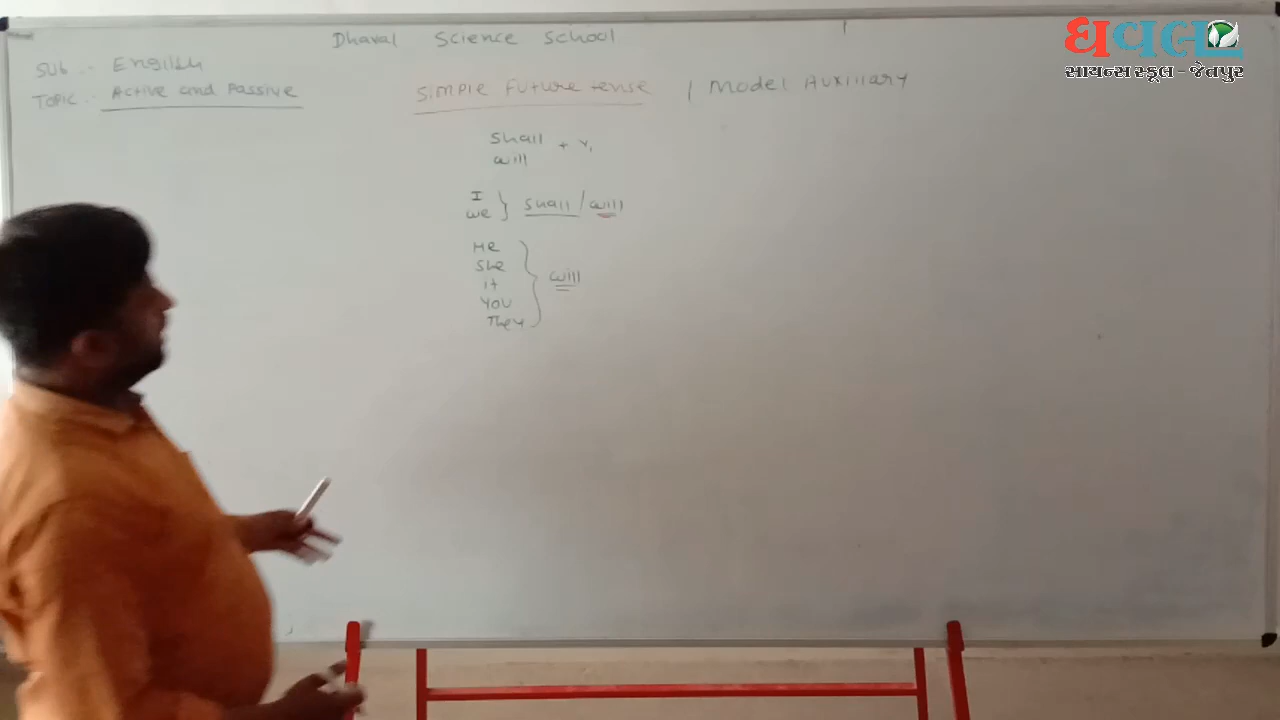 Dhaval Science School
Sub :- English
Topic :- Active and Passive
Simple Future tense / Model Auxiliary
Shall
will + V1
I
we } Shall / will
He
She
it
You
They } will
ધવલ
સાયન્સ સ્કૂલ - જેતપુર